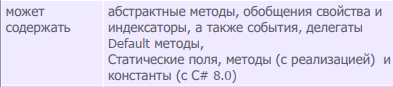 может
содержать
абстрактные методы, обобщения свойства и
индексаторы, а также события, делегаты
Default методы,
Статические поля, методы (с реализацией) и
константы (с C# 8.0)